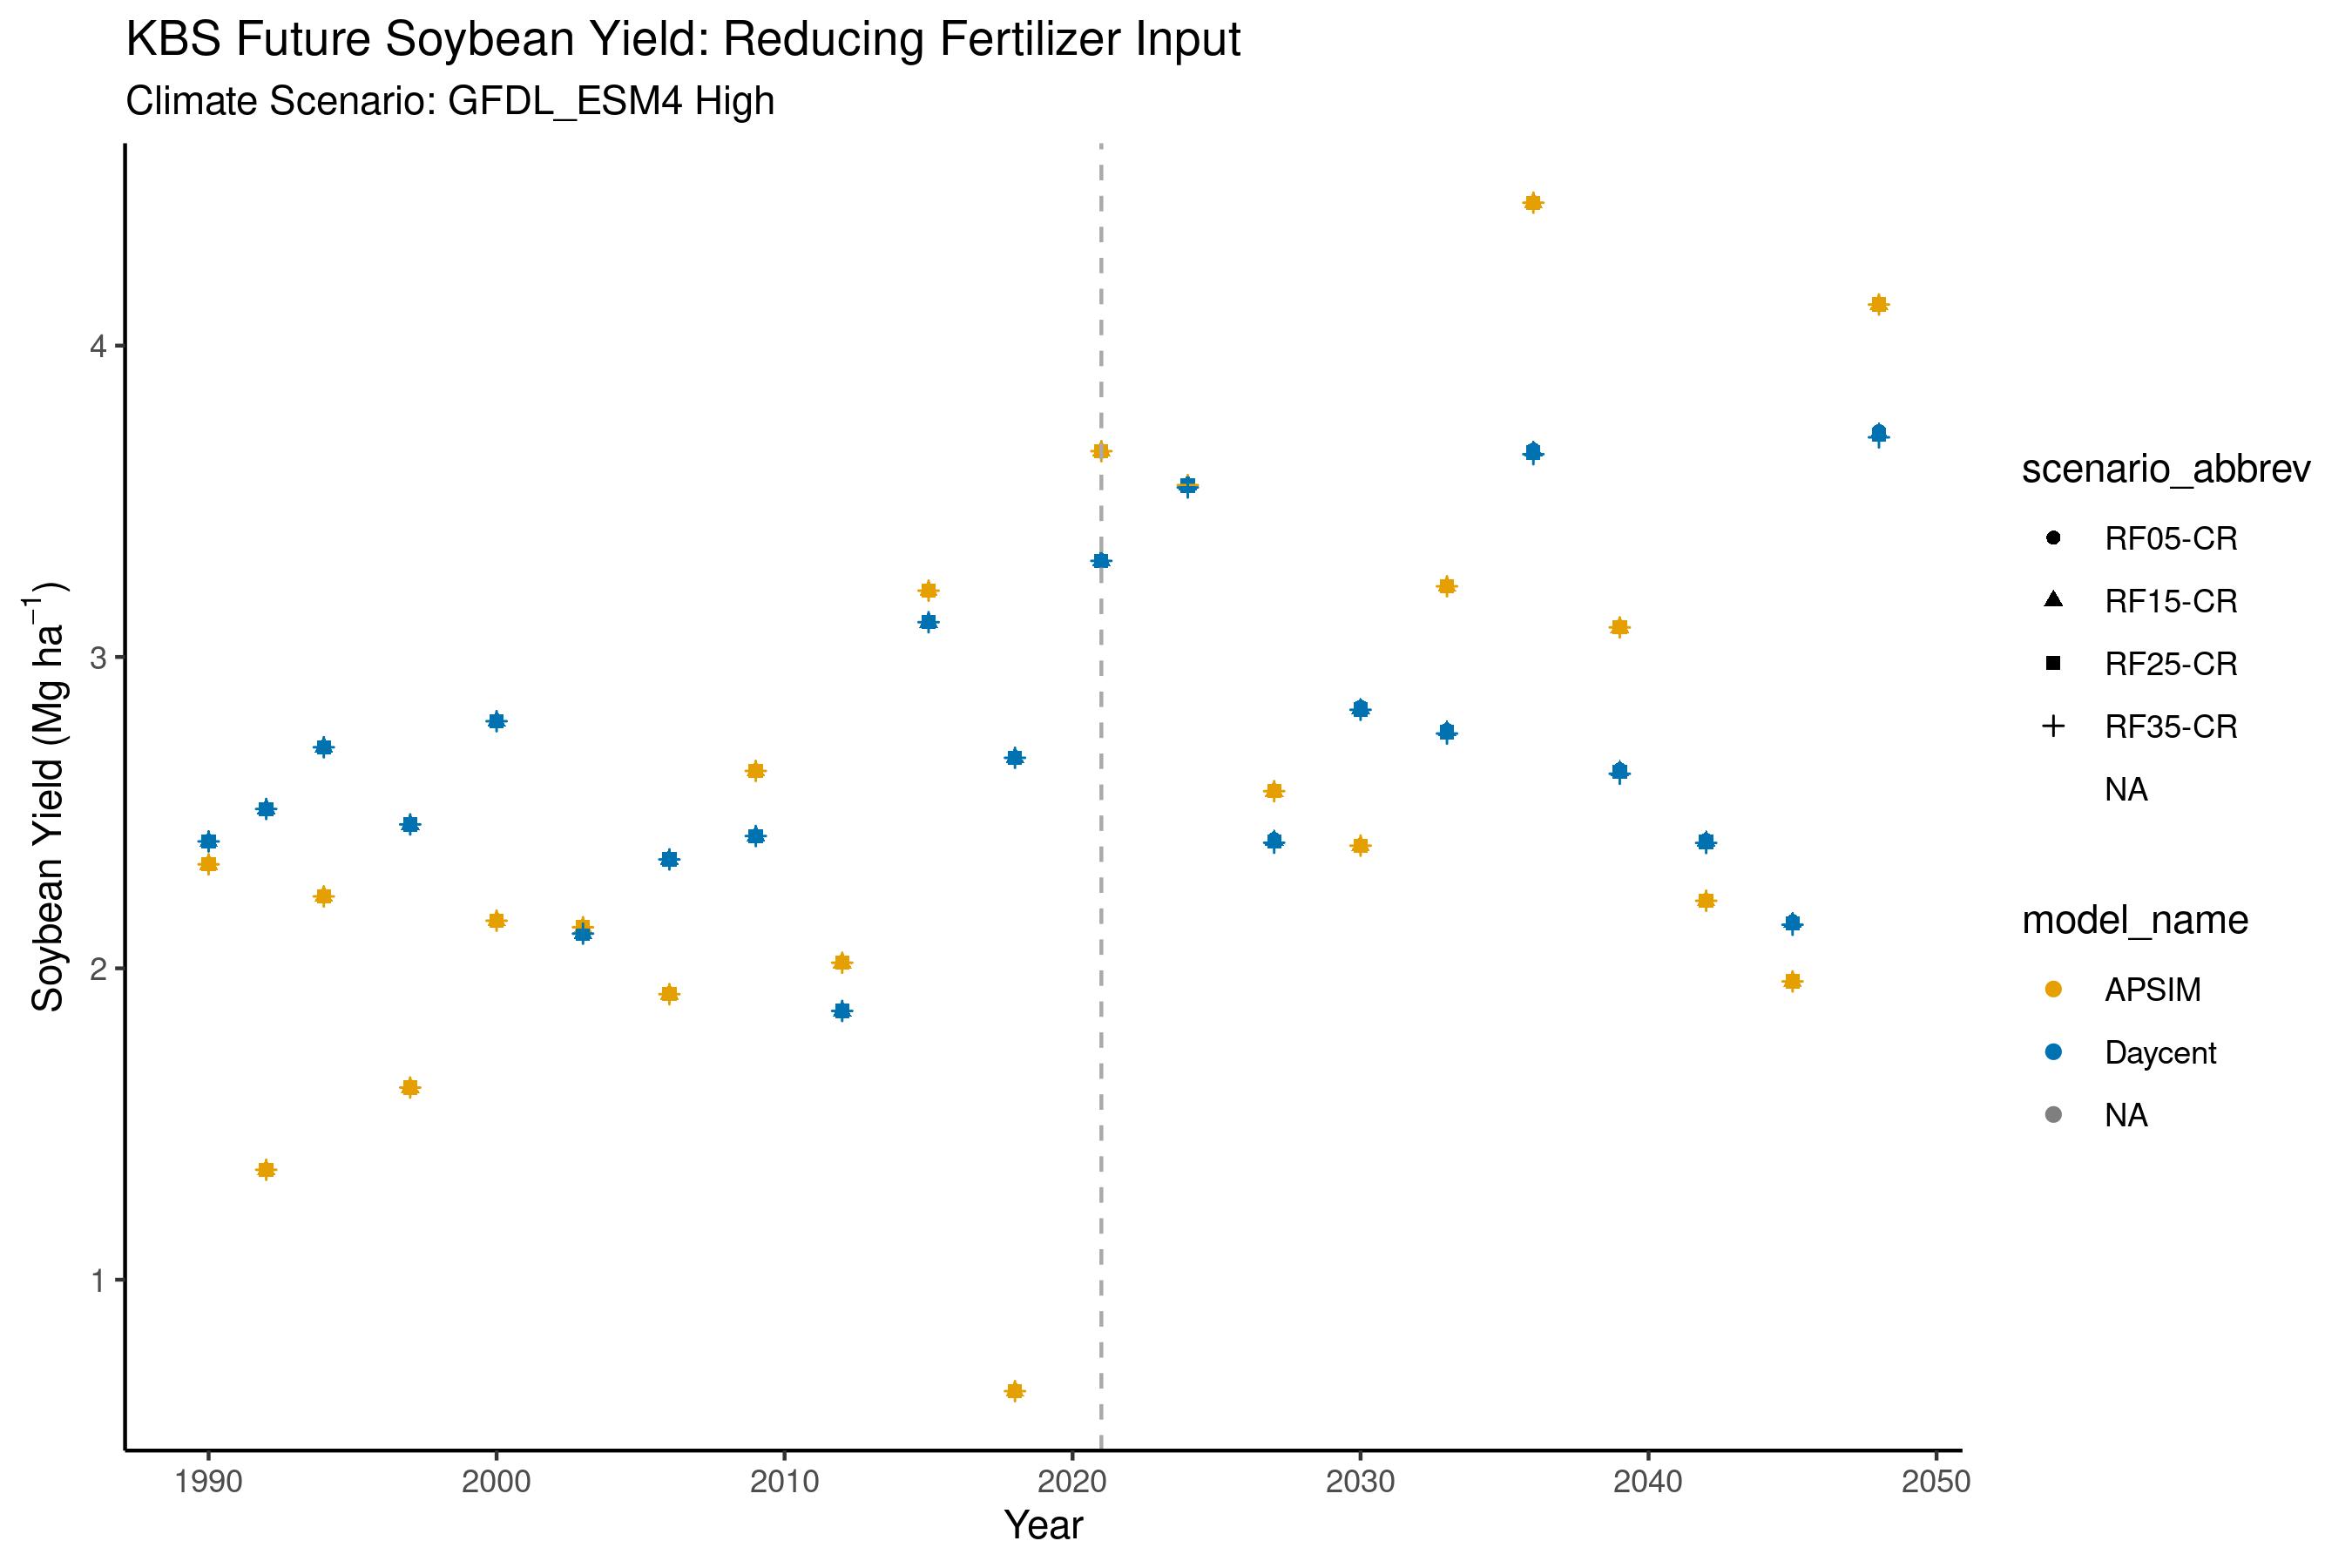 KBS Future Soybean Yield: Reducing Fertilizer Input
Climate Scenario: GFDL_ESM4 High
Soybean Yield (Mg ha⁻¹)
4
3
2
1
1990 2000 2010 2020 2030 2040 2050
Year
scenario_abbrev
RF05-CR
RF15-CR
RF25-CR
RF35-CR
NA
model_name
APSIM
Daycent
NA